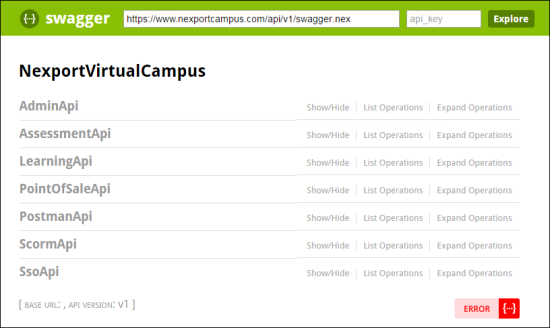 {···} swagger https://www.nexportcampus.com/api/v1/swagger.nex api_key Explore
NexportVirtualCampus
AdminApi Show/Hide List Operations Expand Operations
AssessmentApi Show/Hide List Operations Expand Operations
LearningApi Show/Hide List Operations Expand Operations
PointOfSaleApi Show/Hide List Operations Expand Operations
PostmanApi Show/Hide List Operations Expand Operations
ScormApi Show/Hide List Operations Expand Operations
SsoApi Show/Hide List Operations Expand Operations
[ BASE URL: , API VERSION: V1 ] ERROR {···}